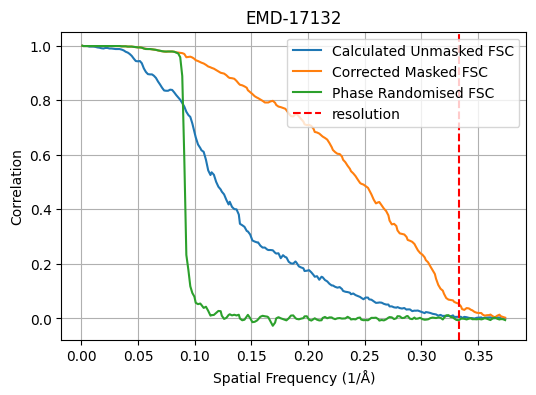 EMD-17132
Calculated Unmasked FSC
Corrected Masked FSC
Phase Randomised FSC
resolution
1.0
0.8
0.6
0.4
0.2
0.0
Correlation
0.00 0.05 0.10 0.15 0.20 0.25 0.30 0.35
Spatial Frequency (1/Å)